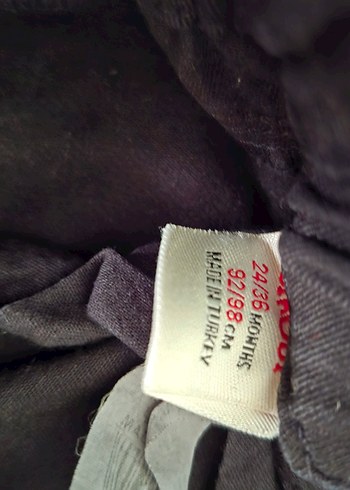 24/36 MONTHS
92/98 CM
MADE IN TURKEY